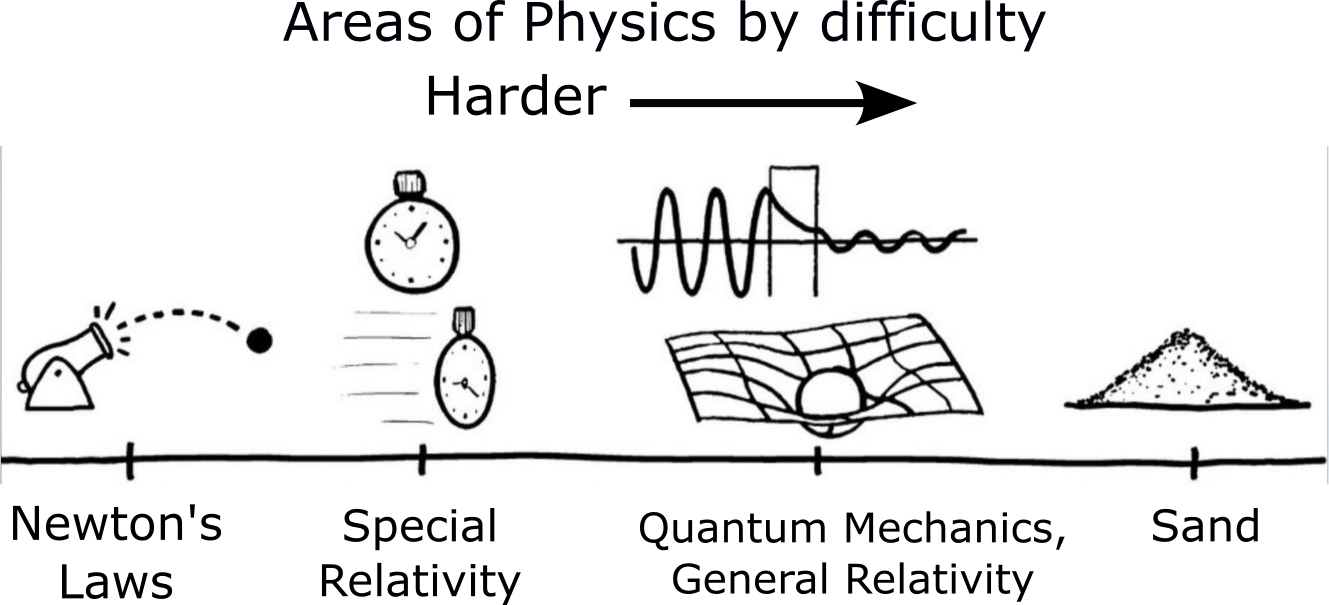 Areas of Physics by difficulty
Harder
Newton's
Laws
Special
Relativity
Quantum Mechanics,
General Relativity
Sand